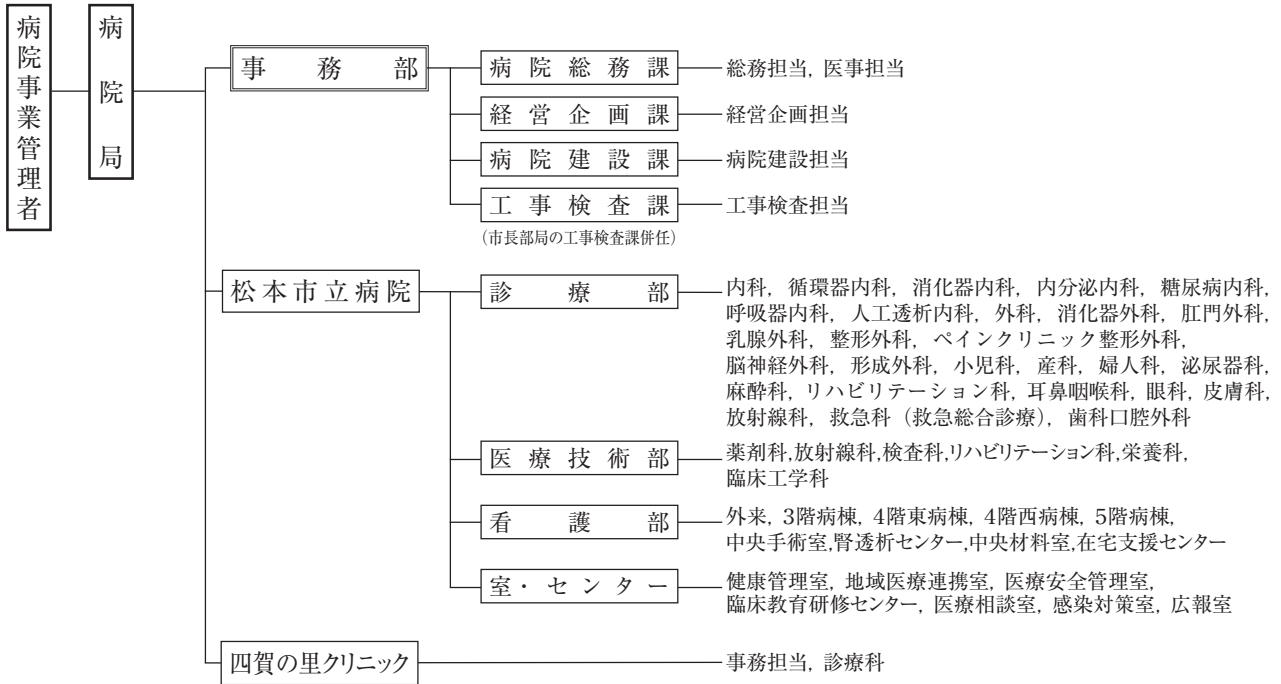 病院事業管理者
病院局
事務部
病院総務課
総務担当, 医事担当
経営企画課
経営企画担当
病院建設課
病院建設担当
工事検査課
工事検査担当
(市長部局の工事検査課併任)
松本市立病院
診療部
内科, 循環器内科, 消化器内科, 内分泌内科, 糖尿病内科,
呼吸器内科, 人工透析内科, 外科, 消化器外科, 肛門外科,
乳腺外科, 整形外科, ペインクリニック整形外科,
脳神経外科, 形成外科, 小児科, 産科, 婦人科, 泌尿器科,
麻酔科, リハビリテーション科, 耳鼻咽喉科, 眼科, 皮膚科,
放射線科, 救急科（救急総合診療）, 歯科口腔外科
医療技術部
薬剤科,放射線科,検査科,リハビリテーション科,栄養科,
臨床工学科
看護部
外来, 3階病棟, 4階東病棟, 4階西病棟, 5階病棟,
中央手術室,腎透析センター,中央材料室,在宅支援センター
室・センター
健康管理室, 地域医療連携室, 医療安全管理室,
臨床教育研修センター, 医療相談室, 感染対策室, 広報室
四賀の里クリニック
事務担当, 診療科